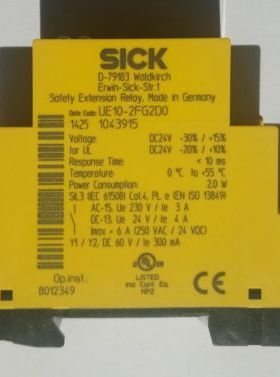 SICK
D-79183 Waldkirch
Erwin-Sick-Str.1
Safety Extension Relay, Made in Germany
Date Code: UE10-2FG2D0
1425 1043915
Voltage: DC24V -30% / +15%
for UL DC24V -20% / +10%
Response Time: < 10 ms
Temperature: 0 °C to +55 °C
Power Consumption: 2.0 W
SIL3 (IEC 61508) Cat.4, PL e (EN ISO 13849)
AC-15, Ue 230 V / Ie 3 A
DC-13, Ue 24 V / Ie 4 A
Imax < 6 A (250 VAC / 24 VDC)
Y1 / Y2, DC 60 V / Ie 300 mA
Op.inst.:
8012349
c UL US
LISTED
Ind. Cont. Eq.
11PZ
CE